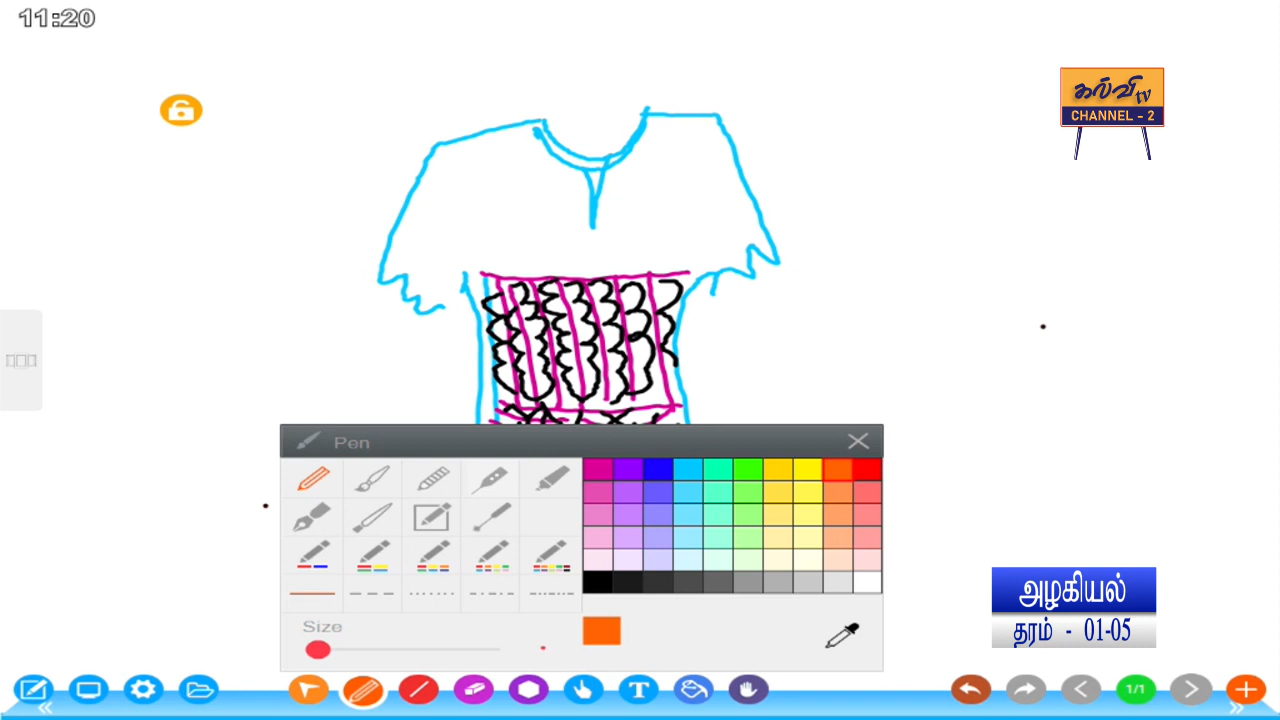 11:20
கல்வி tv
CHANNEL - 2
Pen
Size
அழகியல்
தரம் - 01-05
T
1/1